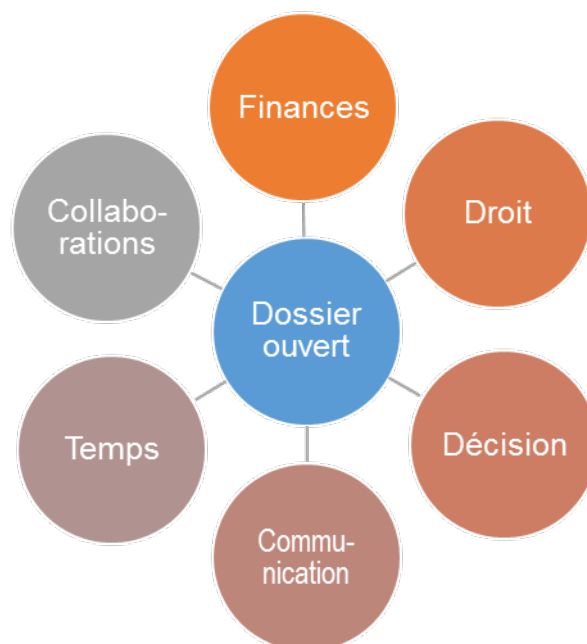 Finances
Droit
Collabo-
rations
Dossier
ouvert
Temps
Décision
Commu-
nication